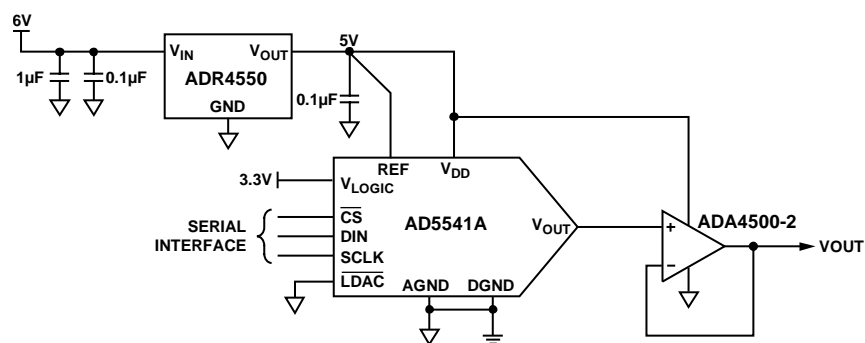 6V
VIN
VOUT
5V
ADR4550
1µF
0.1µF
GND
0.1µF
REF
VDD
3.3V
VLOGIC
CS
SERIAL
INTERFACE
DIN
SCLK
LDAC
AD5541A
VOUT
AGND
DGND
ADA4500-2
+
−
VOUT